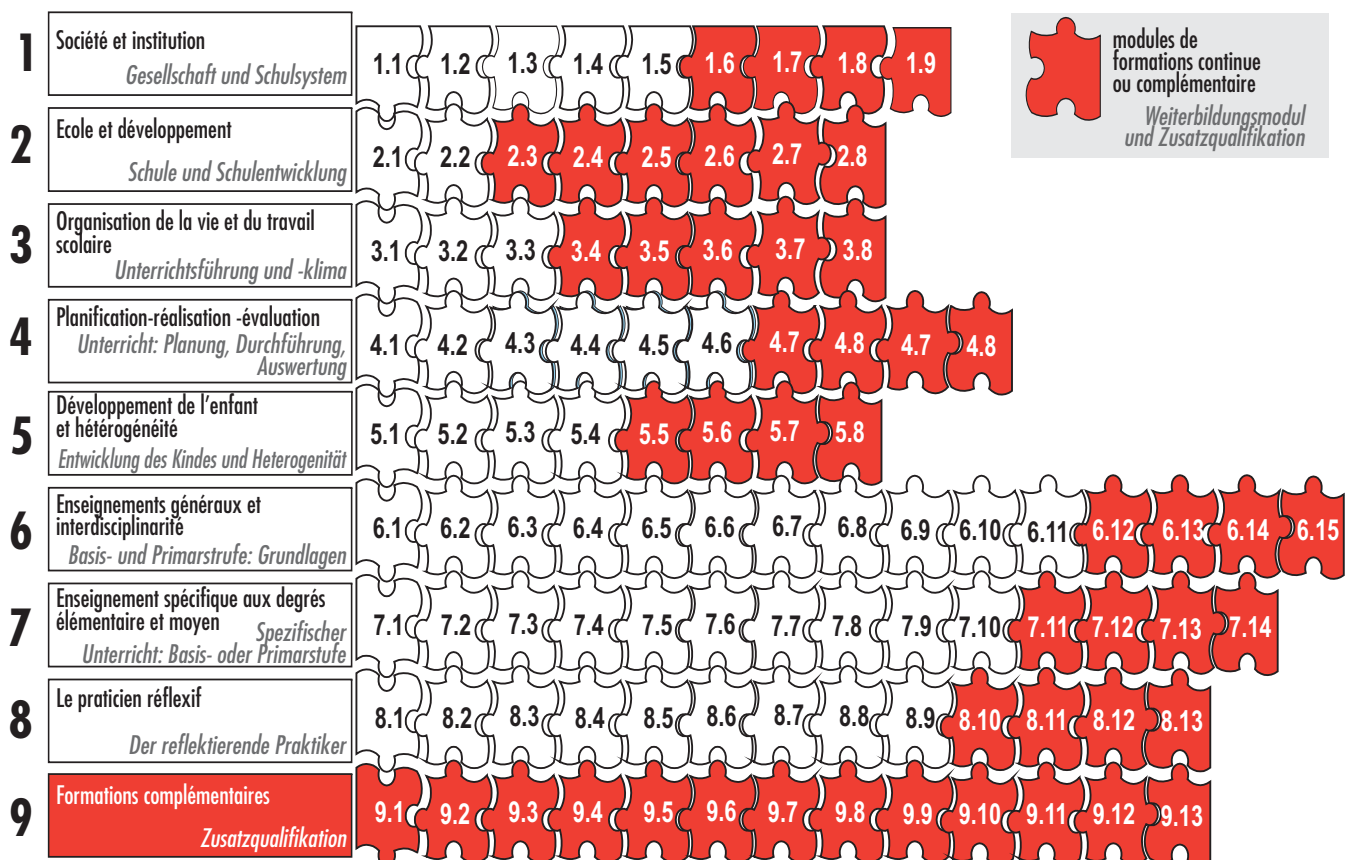 1
Société et institution
Gesellschaft und Schulsystem
1.1 1.2 1.3 1.4 1.5 1.6 1.7 1.8 1.9
modules de
formations continue
ou complémentaire
Weiterbildungsmodul
und Zusatzqualifikation
2
Ecole et développement
Schule und Schulentwicklung
2.1 2.2 2.3 2.4 2.5 2.6 2.7 2.8
3
Organisation de la vie et du travail
scolaire
Unterrichtsführung und -klima
3.1 3.2 3.3 3.4 3.5 3.6 3.7 3.8
4
Planification-réalisation -évaluation
Unterricht: Planung, Durchführung,
Auswertung
4.1 4.2 4.3 4.4 4.5 4.6 4.7 4.8 4.7 4.8
5
Développement de l'enfant
et hétérogénéité
Entwicklung des Kindes und Heterogenität
5.1 5.2 5.3 5.4 5.5 5.6 5.7 5.8
6
Enseignements généraux et
interdisciplinarité
Basis- und Primarstrufe: Grundlagen
6.1 6.2 6.3 6.4 6.5 6.6 6.7 6.8 6.9 6.10 6.11 6.12 6.13 6.14 6.15
7
Enseignement spécifique aux degrés
élémentaire et moyen Spezifischer
Unterricht: Basis- oder Primarstufe
7.1 7.2 7.3 7.4 7.5 7.6 7.7 7.8 7.9 7.10 7.11 7.12 7.13 7.14
8
Le praticien réflexif
Der reflektierende Praktiker
8.1 8.2 8.3 8.4 8.5 8.6 8.7 8.8 8.9 8.10 8.11 8.12 8.13
9
Formations complémentaires
Zusatzqualifikation
9.1 9.2 9.3 9.4 9.5 9.6 9.7 9.8 9.9 9.10 9.11 9.12 9.13